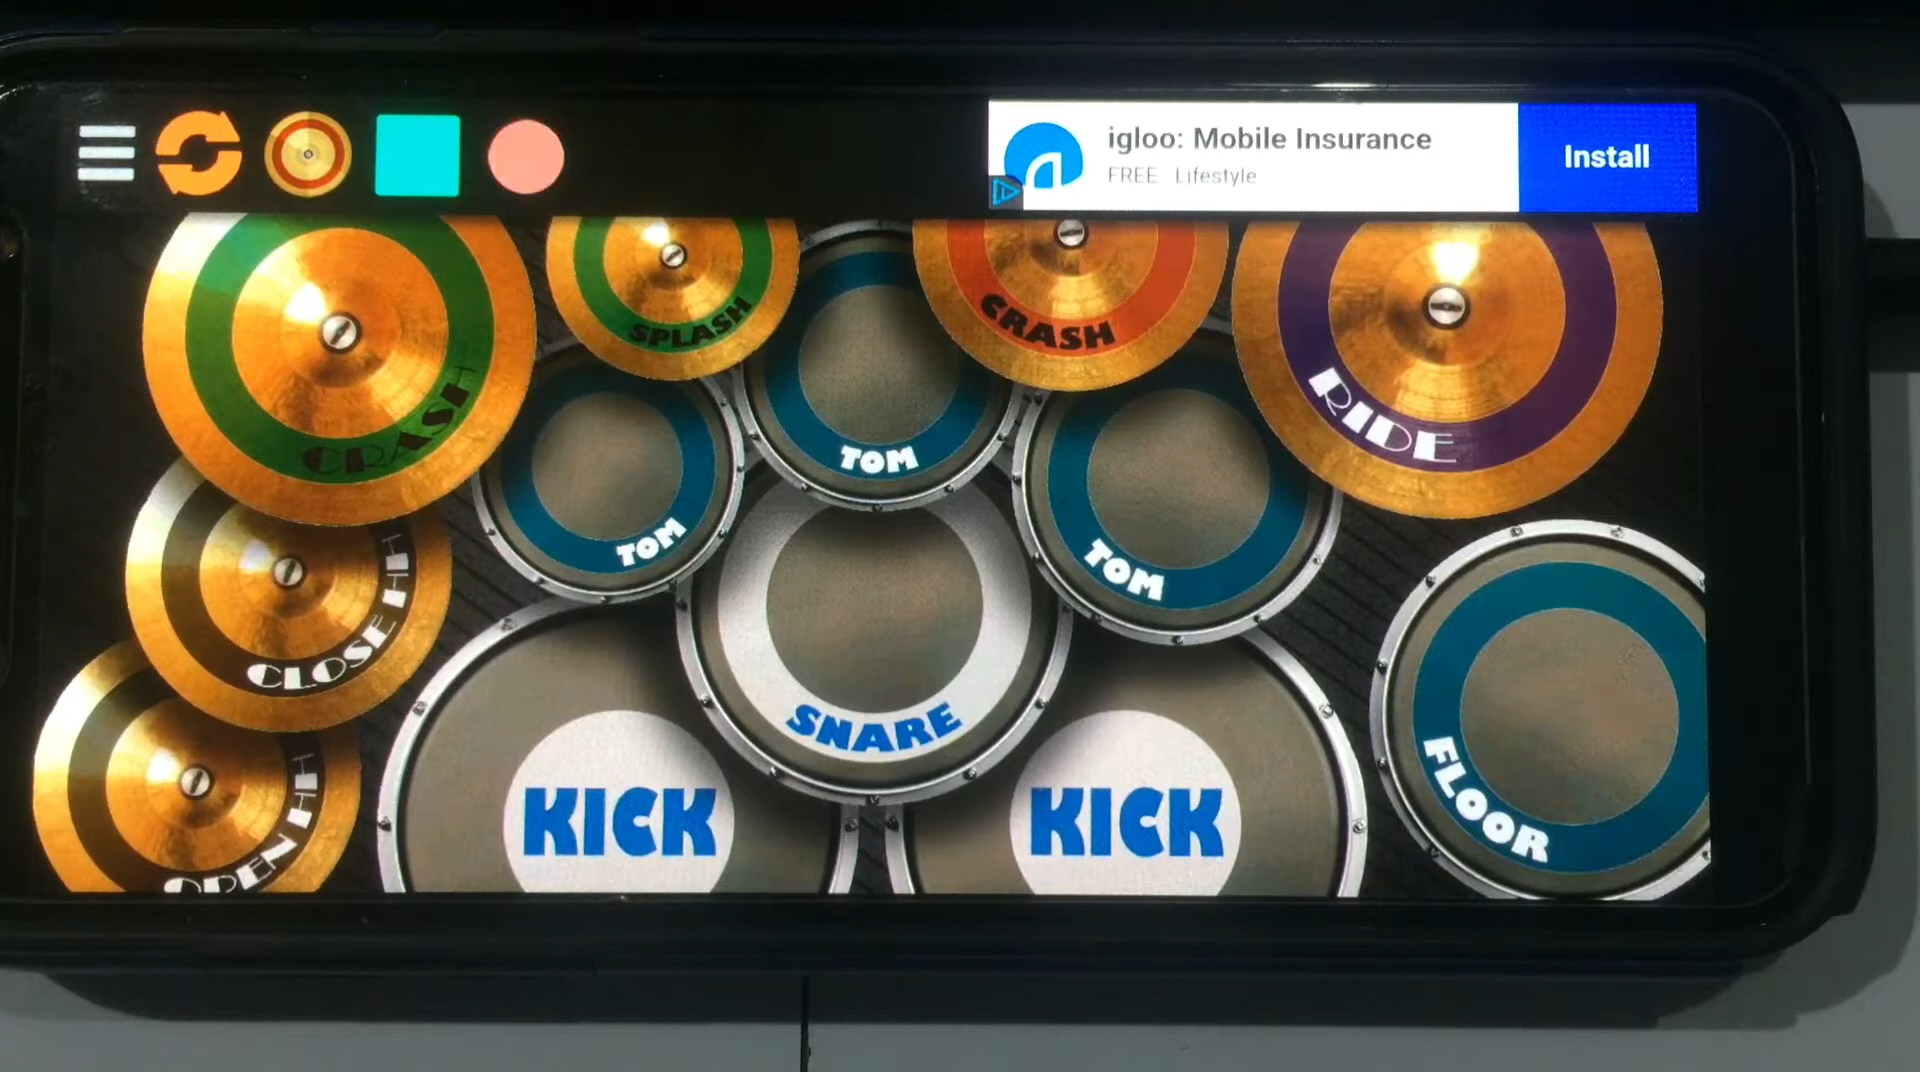 igloo: Mobile Insurance
FREE Lifestyle
Install
CRASH
SPLASH
CRASH
RIDE
TOM
TOM
TOM
CLOSE HH
SNARE
OPEN HH
KICK
KICK
FLOOR